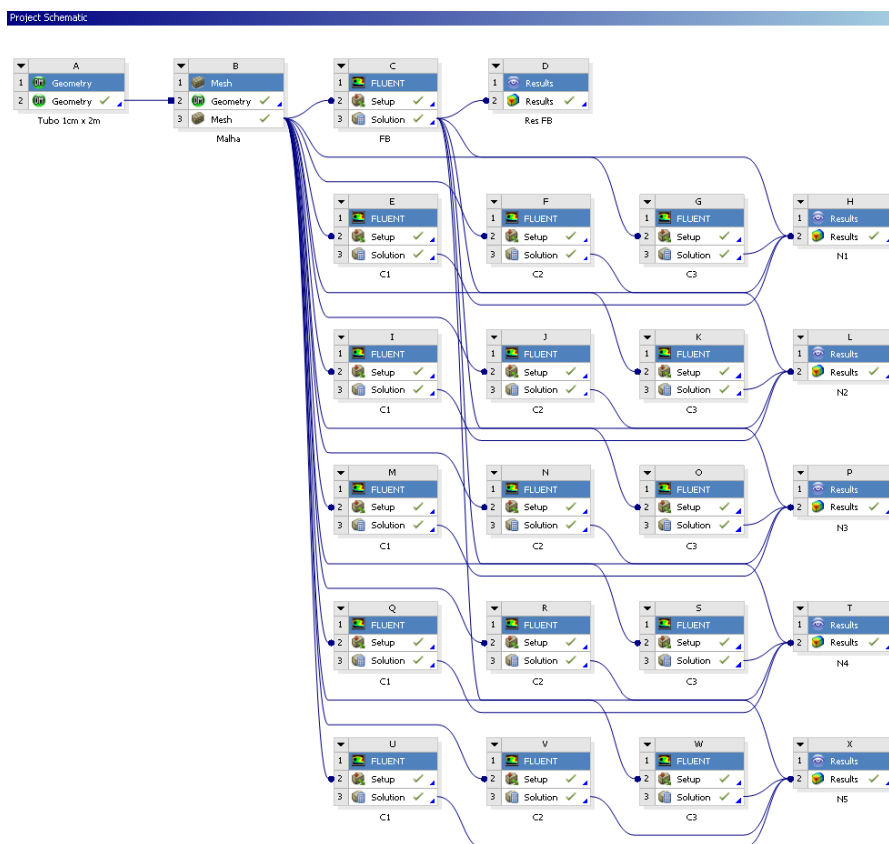 Project Schematic
A B C D
1 Geometry 1 Mesh 1 FLUENT 1 Results
2 Geometry 2 Geometry 2 Setup 2 Results
Tubo 1cm x 2m 3 Mesh 3 Solution Res FB
Malha FB
E F G H
1 FLUENT 1 FLUENT 1 FLUENT 1 Results
2 Setup 2 Setup 2 Setup 2 Results
3 Solution 3 Solution 3 Solution N1
C1 C2 C3
I J K L
1 FLUENT 1 FLUENT 1 FLUENT 1 Results
2 Setup 2 Setup 2 Setup 2 Results
3 Solution 3 Solution 3 Solution N2
C1 C2 C3
M N O P
1 FLUENT 1 FLUENT 1 FLUENT 1 Results
2 Setup 2 Setup 2 Setup 2 Results
3 Solution 3 Solution 3 Solution N3
C1 C2 C3
Q R S T
1 FLUENT 1 FLUENT 1 FLUENT 1 Results
2 Setup 2 Setup 2 Setup 2 Results
3 Solution 3 Solution 3 Solution N4
C1 C2 C3
U V W X
1 FLUENT 1 FLUENT 1 FLUENT 1 Results
2 Setup 2 Setup 2 Setup 2 Results
3 Solution 3 Solution 3 Solution N5
C1 C2 C3